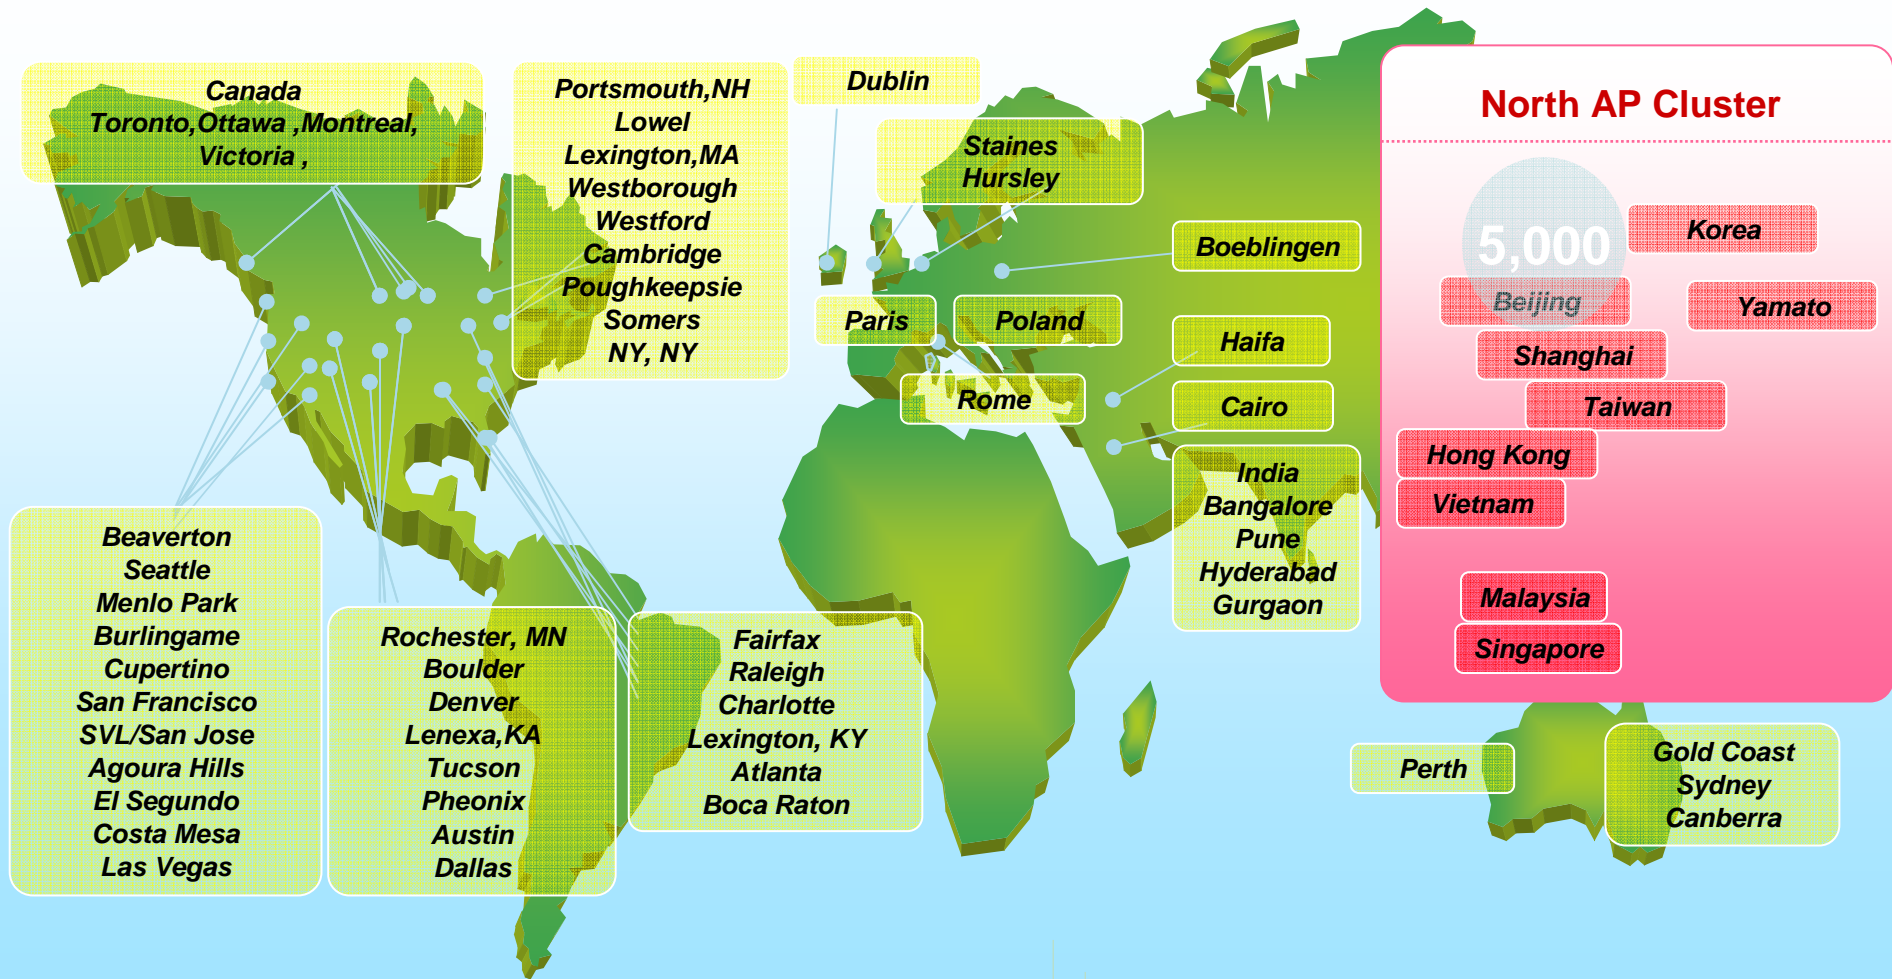 Canada
Toronto,Ottawa ,Montreal,
Victoria ,
Portsmouth,NH
Lowel
Lexington,MA
Westborough
Westford
Cambridge
Poughkeepsie
Somers
NY, NY
Dublin
Staines
Hursley
Boeblingen
Paris
Poland
Haifa
Rome
Cairo
India
Bangalore
Pune
Hyderabad
Gurgaon
North AP Cluster
5,000
Korea
Beijing
Yamato
Shanghai
Taiwan
Hong Kong
Vietnam
Malaysia
Singapore
Beaverton
Seattle
Menlo Park
Burlingame
Cupertino
San Francisco
SVL/San Jose
Agoura Hills
El Segundo
Costa Mesa
Las Vegas
Rochester, MN
Boulder
Denver
Lenexa,KA
Tucson
Pheonix
Austin
Dallas
Fairfax
Raleigh
Charlotte
Lexington, KY
Atlanta
Boca Raton
Perth
Gold Coast
Sydney
Canberra